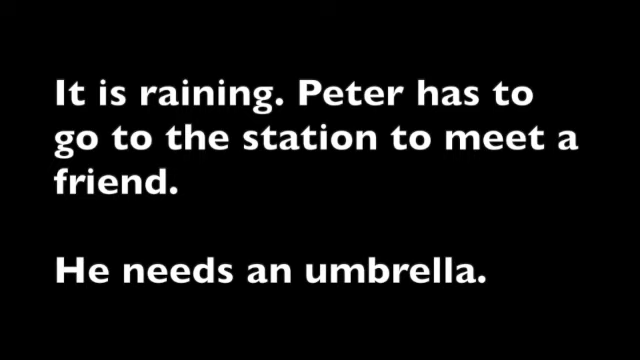 It is raining. Peter has to
go to the station to meet a
friend.
He needs an umbrella.